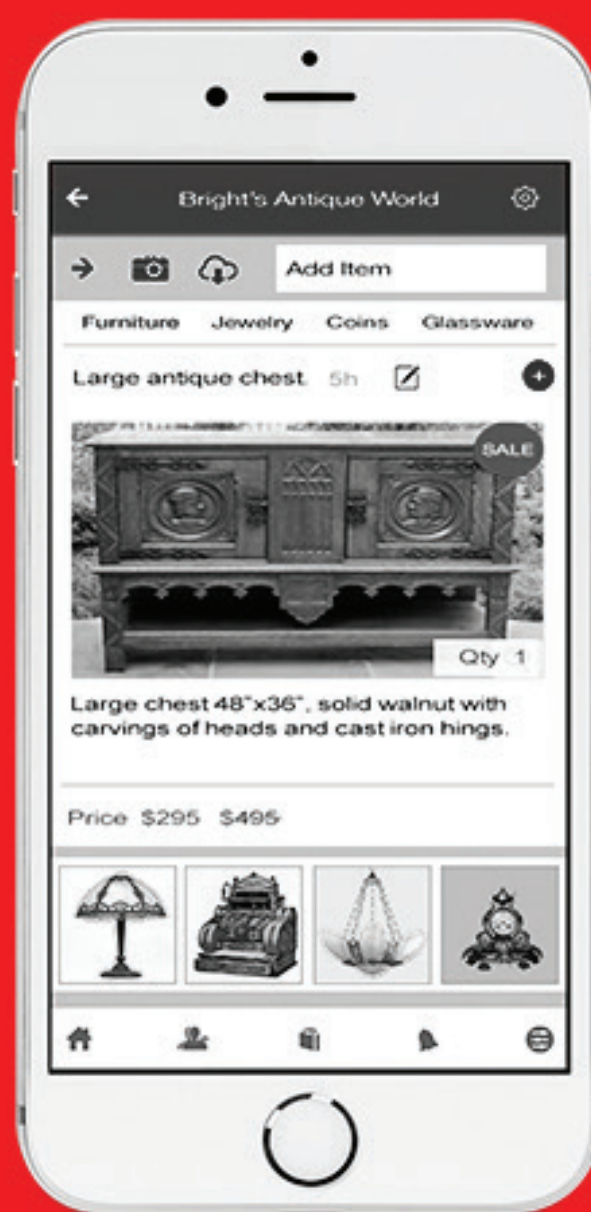 Bright's Antique World
Add Item
Furniture Jewelry Coins Glassware
Large antique chest. 5h
SALE
Qty 1
Large chest 48"x36", solid walnut with
carvings of heads and cast iron hings.
Price $295 $495